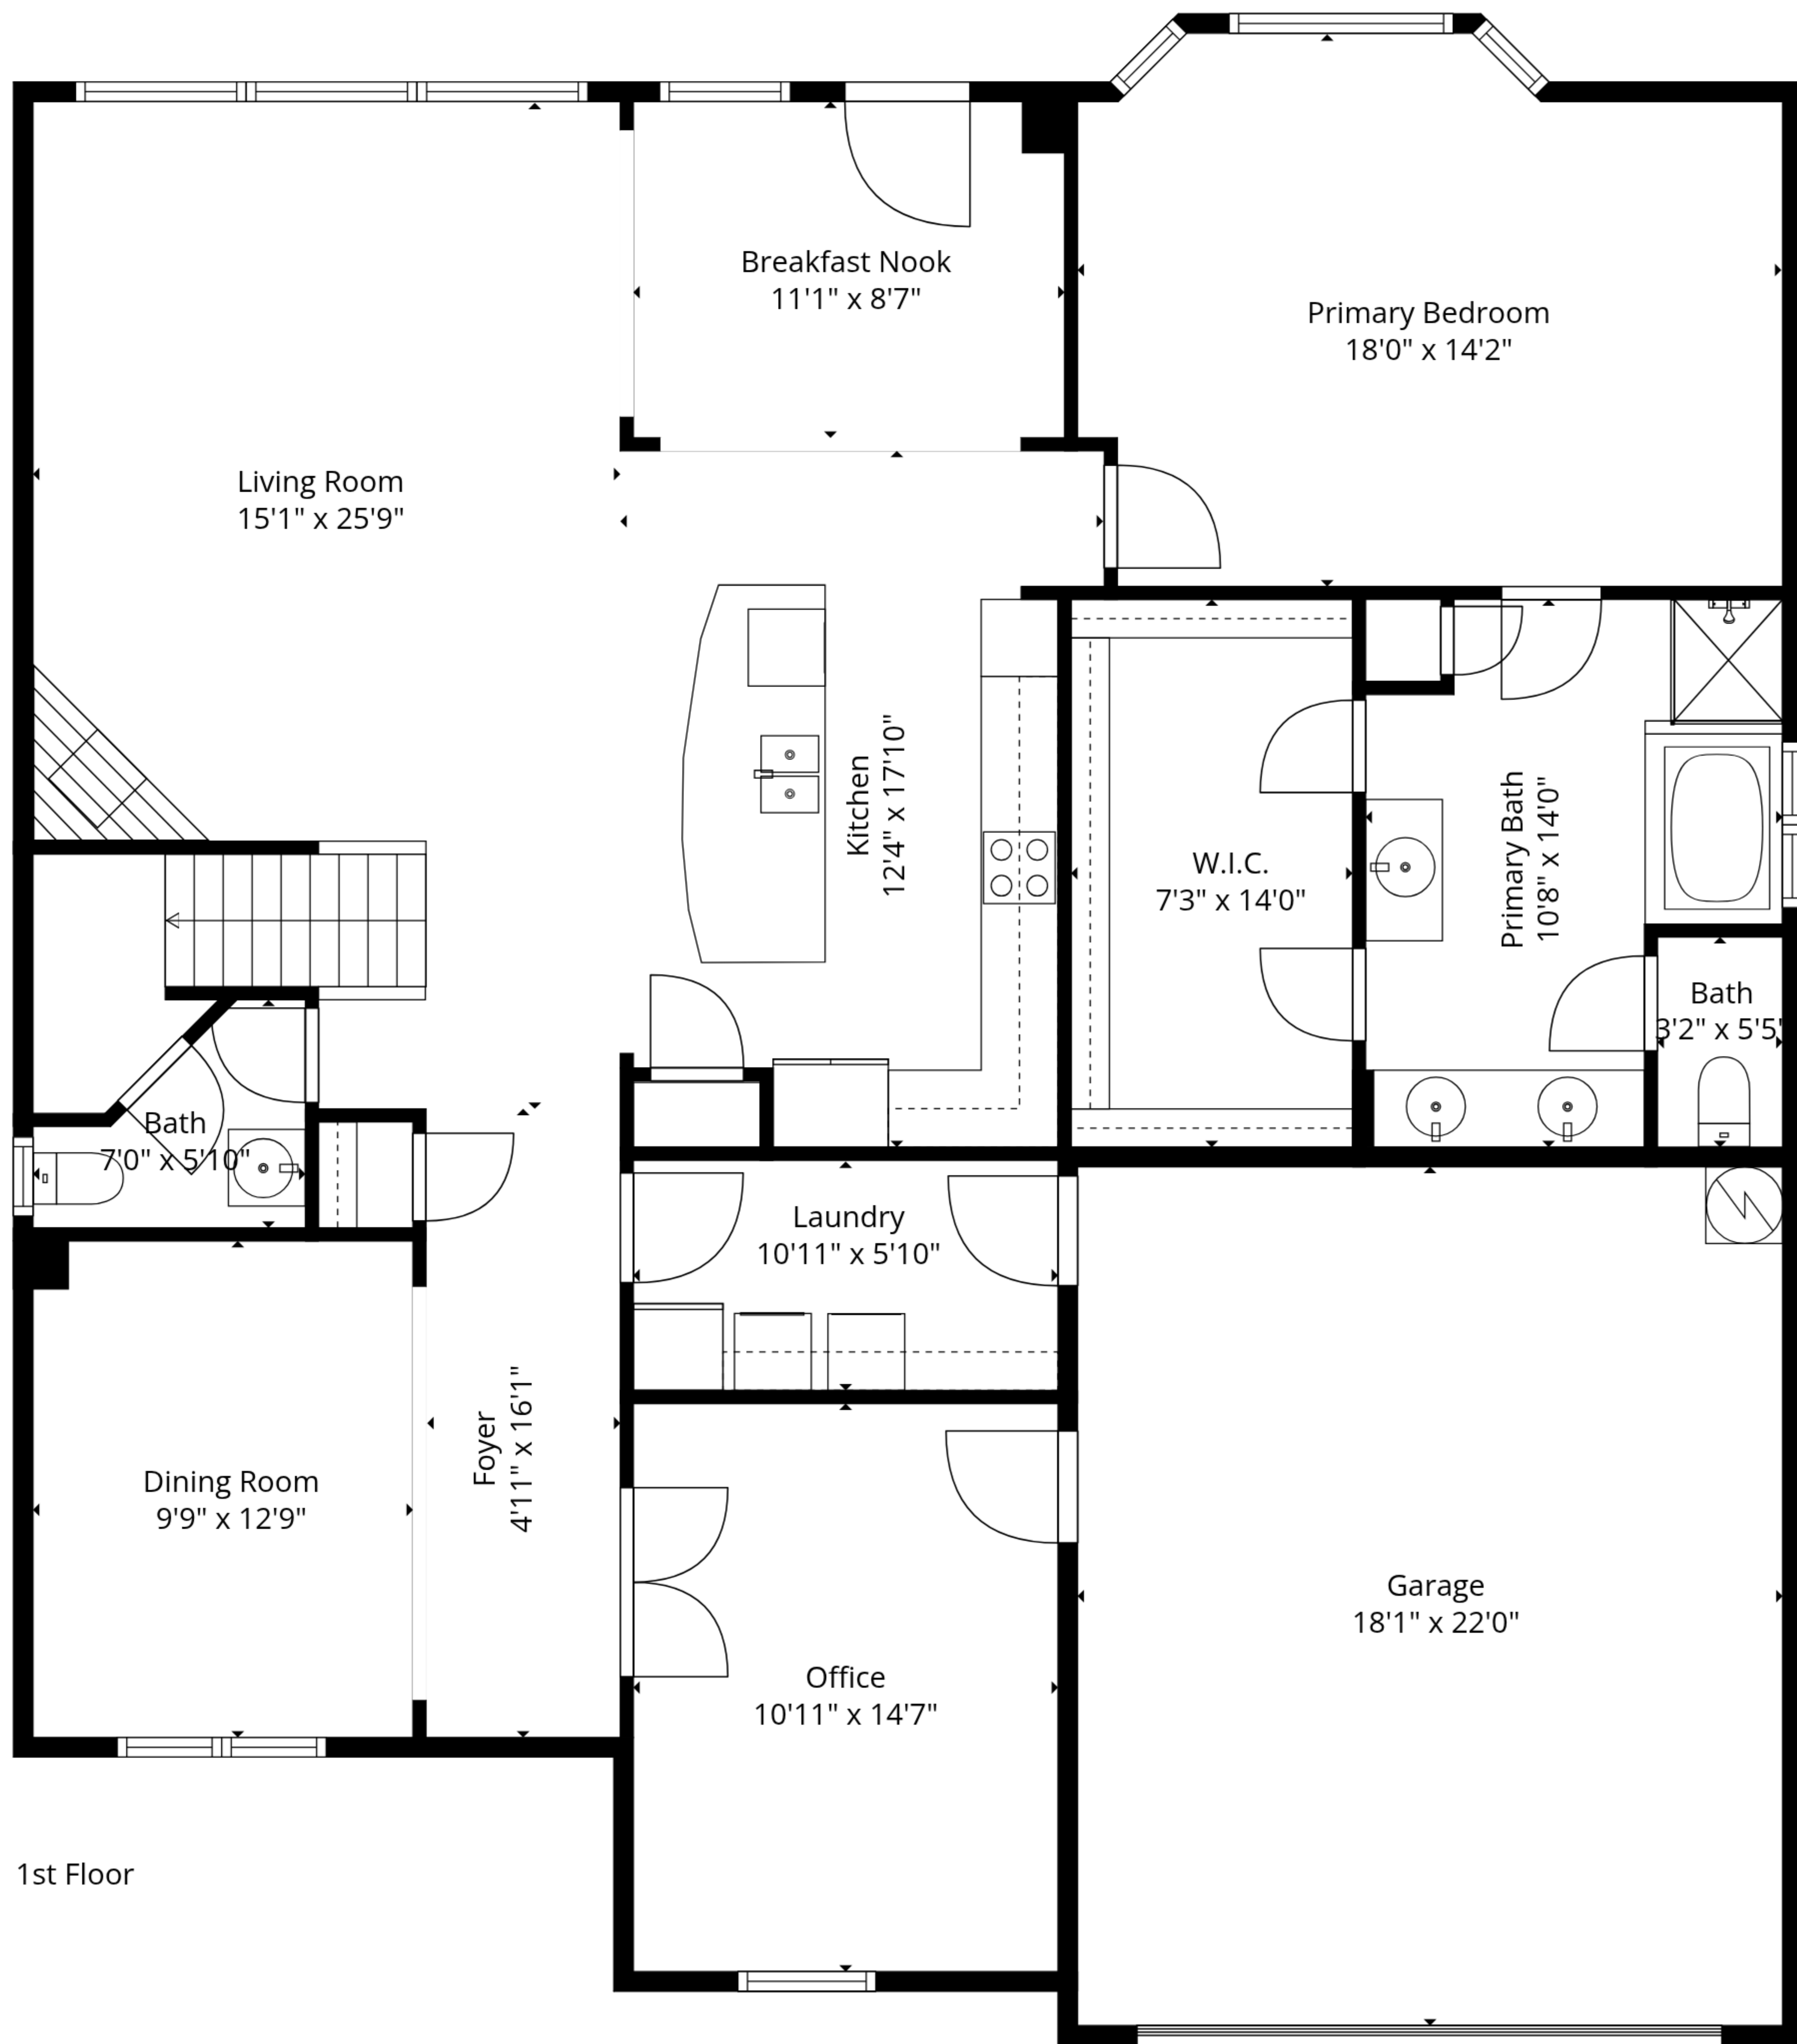 Breakfast Nook
11'1" x 8'7"
Primary Bedroom
18'0" x 14'2"
Living Room
15'1" x 25'9"
Kitchen
12'4" x 17'10"
W.I.C.
7'3" x 14'0"
Primary Bath
10'8" x 14'0"
Bath
3'2" x 5'5"
Bath
7'0" x 5'10"
Laundry
10'11" x 5'10"
Foyer
4'11" x 16'1"
Dining Room
9'9" x 12'9"
Garage
18'1" x 22'0"
Office
10'11" x 14'7"
1st Floor